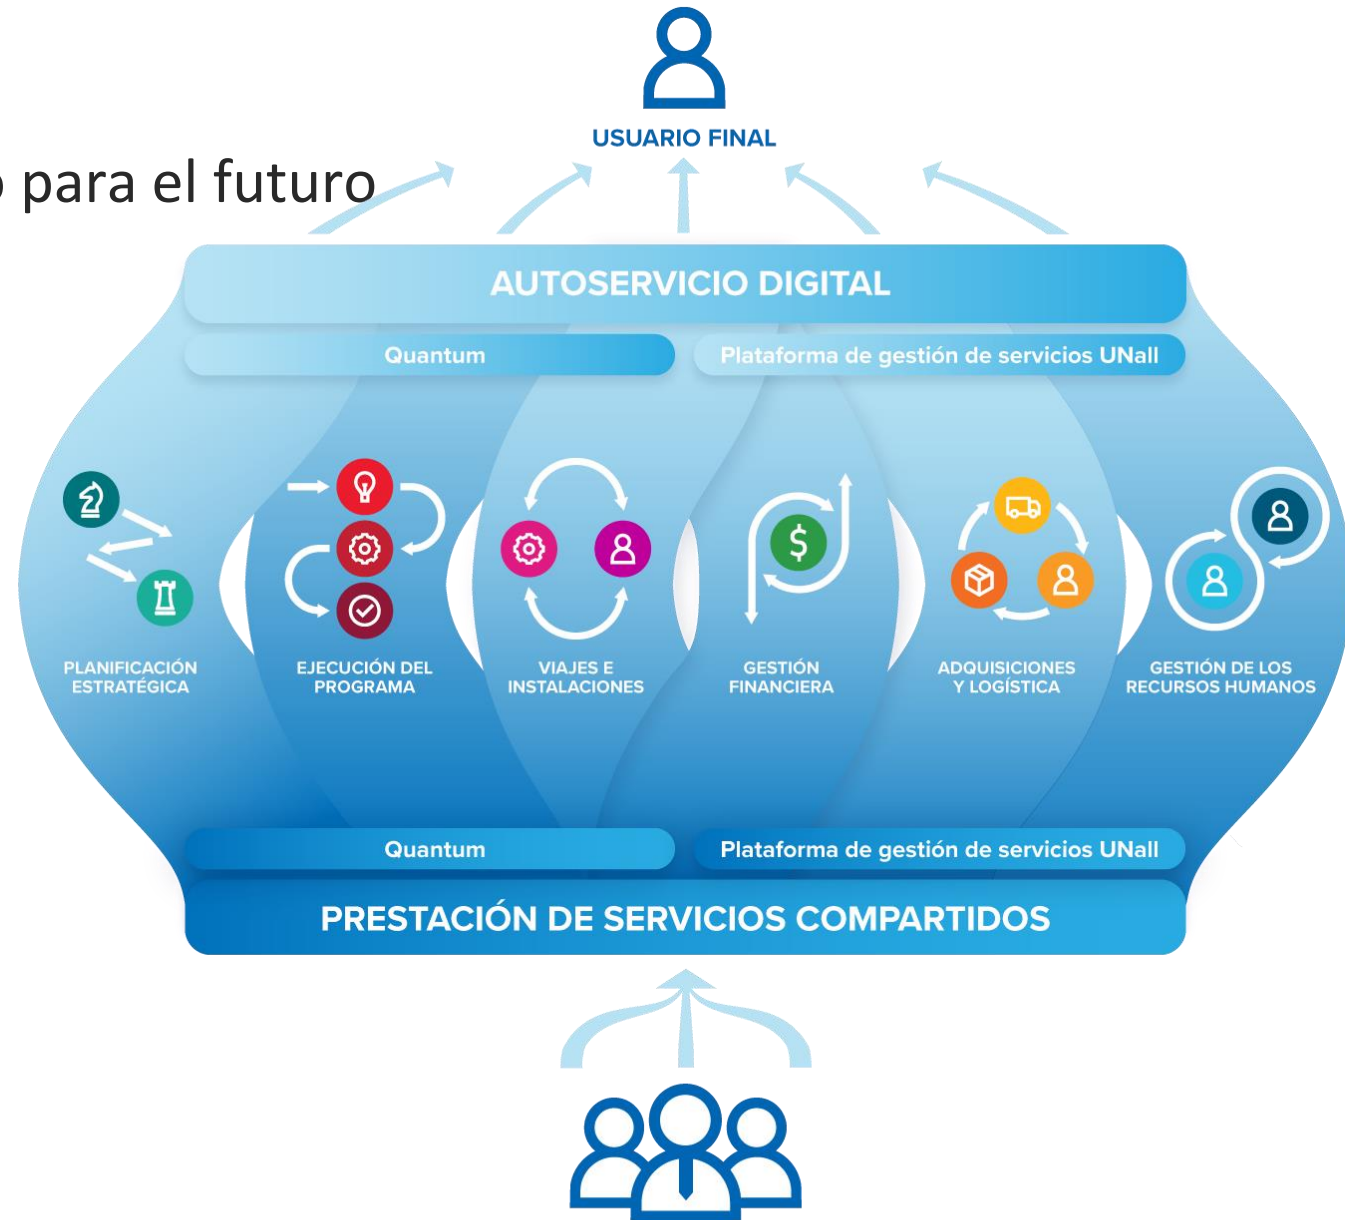 USUARIO FINAL
para el futuro
AUTOSERVICIO DIGITAL
Quantum
Plataforma de gestión de servicios UNall
PLANIFICACIÓN
ESTRATÉGICA
EJECUCIÓN DEL
PROGRAMA
VIAJES E
INSTALACIONES
GESTIÓN
FINANCIERA
ADQUISICIONES
Y LOGÍSTICA
GESTIÓN DE LOS
RECURSOS HUMANOS
Quantum
Plataforma de gestión de servicios UNall
PRESTACIÓN DE SERVICIOS COMPARTIDOS